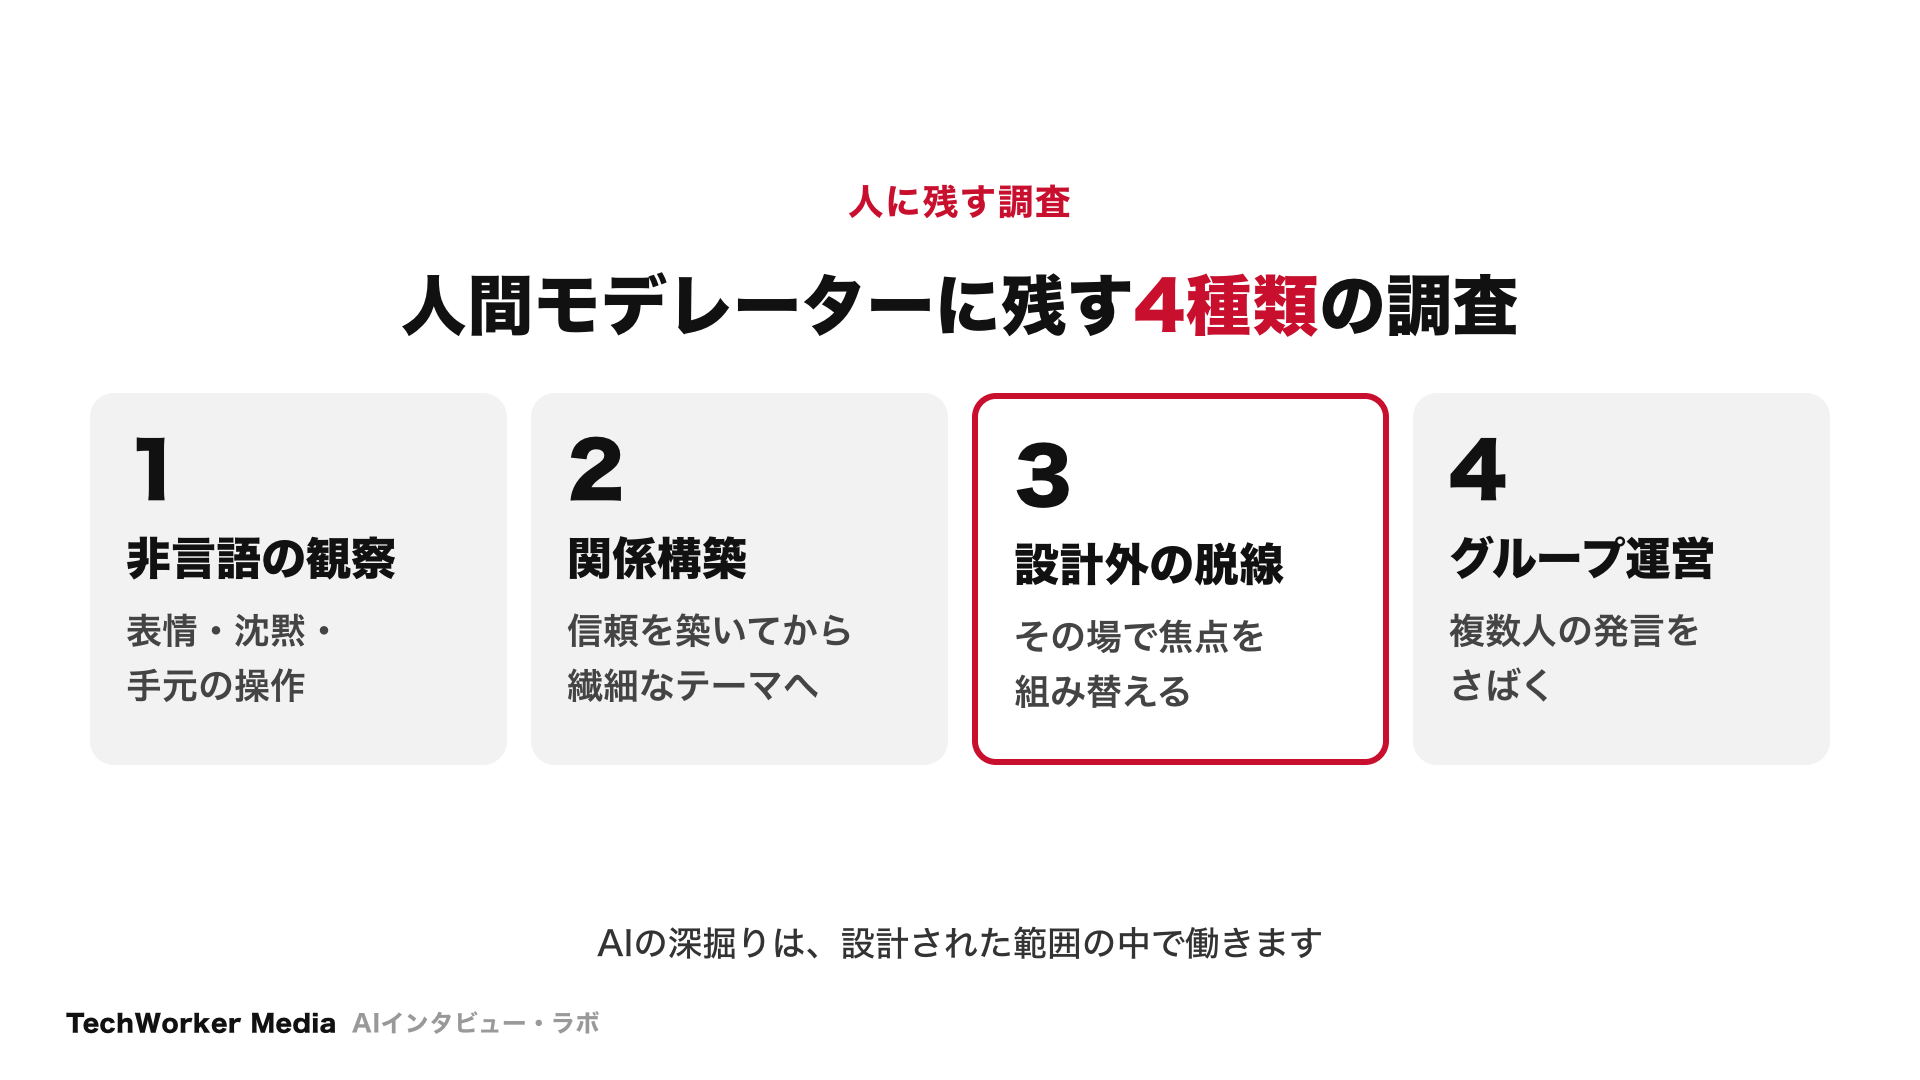 人に残す調査
人間モデレーターに残す4種類の調査
1
非言語の観察
表情・沈黙・
手元の操作
2
関係構築
信頼を築いてから
繊細なテーマへ
3
設計外の脱線
その場で焦点を
組み替える
4
グループ運営
複数人の発言を
さばく
AIの深掘りは、設計された範囲の中で働きます
TechWorker Media AIインタビュー・ラボ